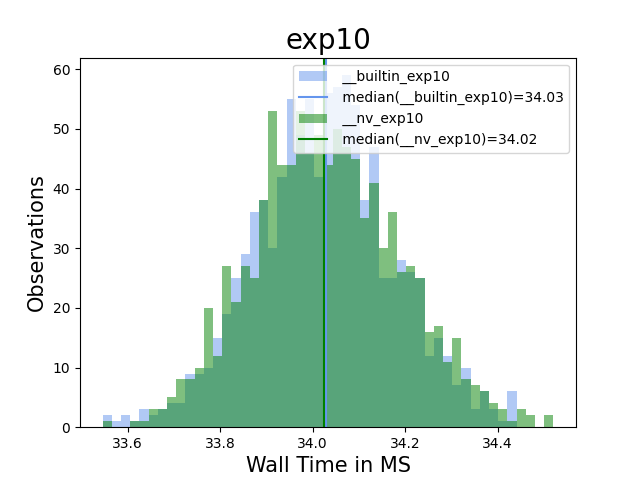 exp10
__builtin_exp10
median(__builtin_exp10)=34.03
__nv_exp10
median(__nv_exp10)=34.02
Observations
60
50
40
30
20
10
0
33.6 33.8 34.0 34.2 34.4
Wall Time in MS